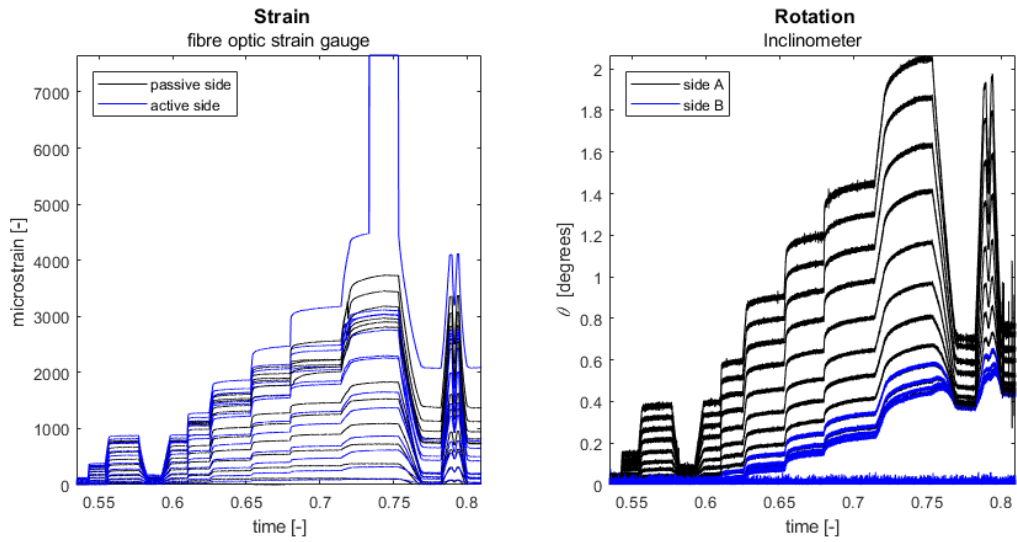 Strain
fibre optic strain gauge
passive side
active side
7000
6000
5000
4000
3000
2000
1000
0
microstrain [-]
0.55
0.6
0.65
0.7
0.75
0.8
time [-]
Rotation
Inclinometer
side A
side B
2
1.8
1.6
1.4
1.2
1
0.8
0.6
0.4
0.2
0
θ [degrees]
0.55
0.6
0.65
0.7
0.75
0.8
time [-]